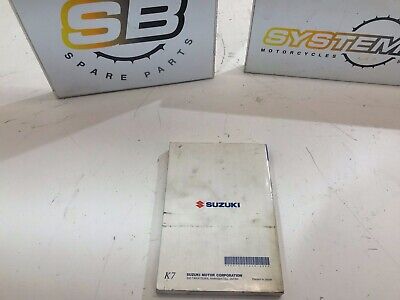 SB
SPARE PARTS
SYSTEM
MOTORCYCLES
SUZUKI
K7
SUZUKI MOTOR CORPORATION